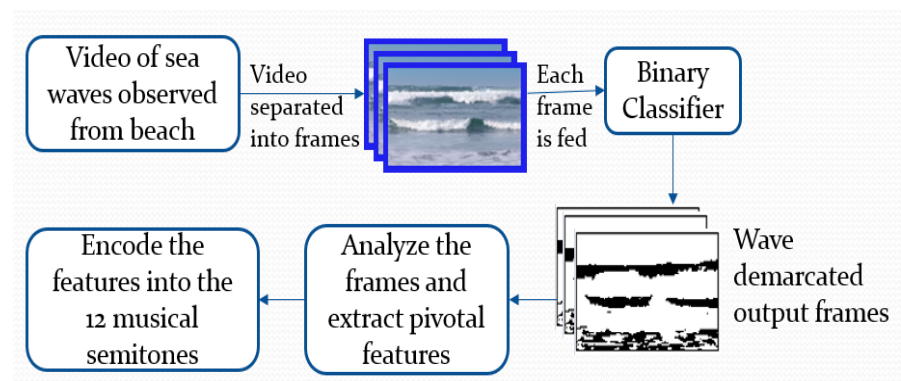 Video of sea
waves observed
from beach
Video
separated
into frames
Each
frame
is fed
Binary
Classifier
Wave
demarcated
output frames
Analyze the
frames and
extract pivotal
features
Encode the
features into the
12 musical
semitones